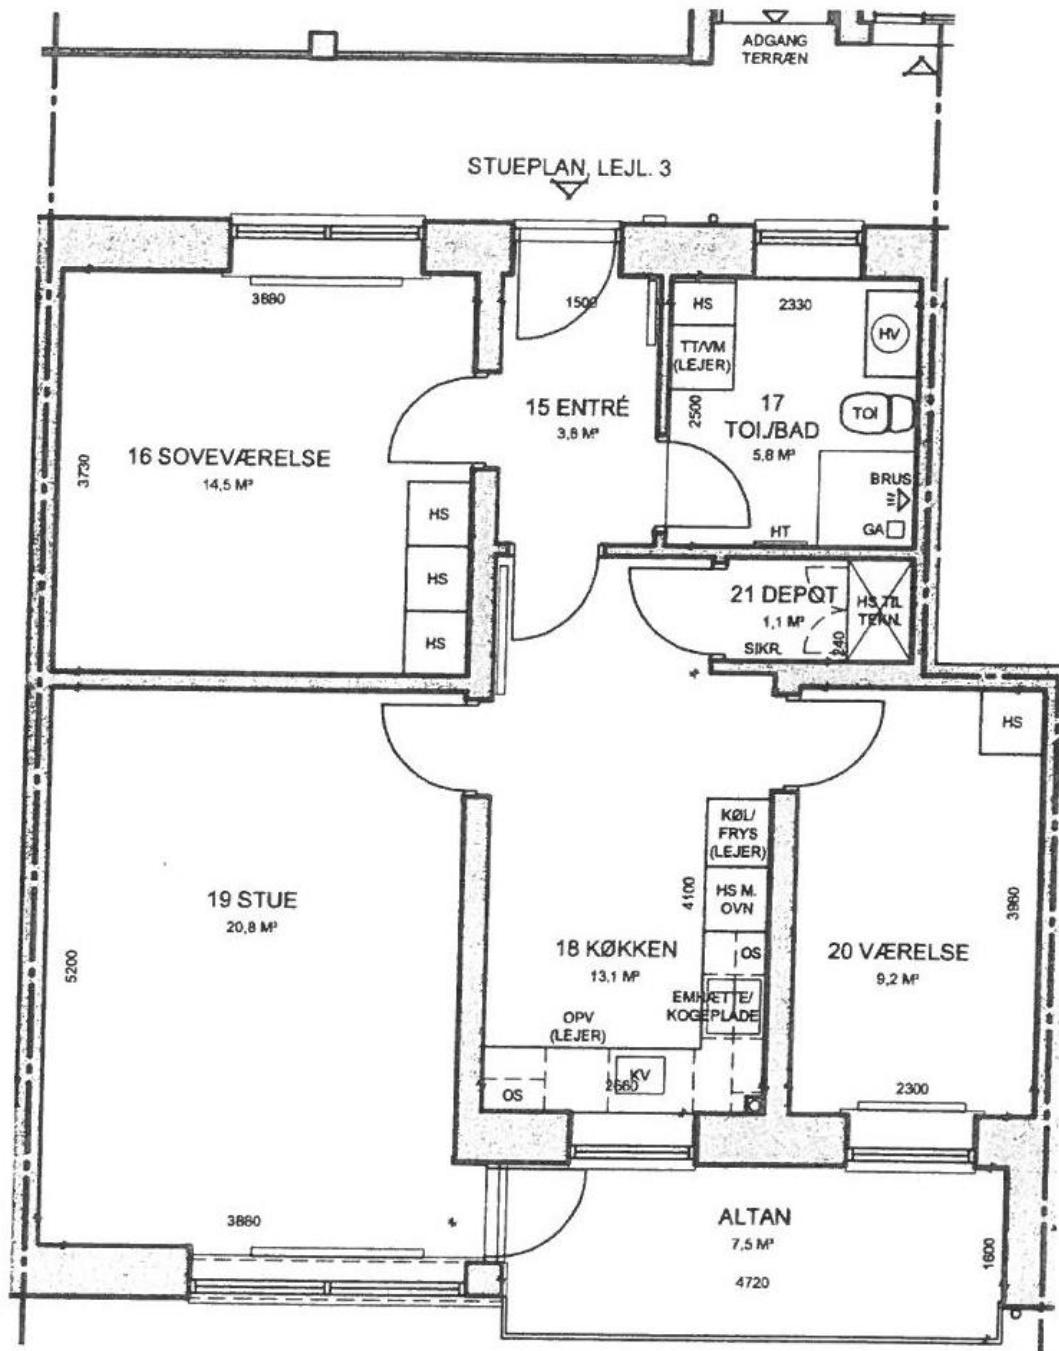 ADGANG
TERRÆN
STUEPLAN, LEJL. 3
3880
1500
HS
2330
HV
TT/VM
(LEJER)
2500
17
TOI./BAD
5,8 M²
TOI
15 ENTRÉ
3,8 M²
16 SOVEVÆRELSE
14,5 M²
3730
BRUS
GA
HT
HS
HS
HS
21 DEPOT
1,1 M²
HS TIL
TEKN.
240
SIKR.
HS
KØL/
FRYS
(LEJER)
HS M.
OVN
4100
3980
19 STUE
20,8 M²
5200
18 KØKKEN
13,1 M²
OS
20 VÆRELSE
9,2 M²
EMHÆTTE/
KOGEPLADE
OPV
(LEJER)
KV
2660
OS
2300
3880
ALTAN
7,5 M²
4720
1600